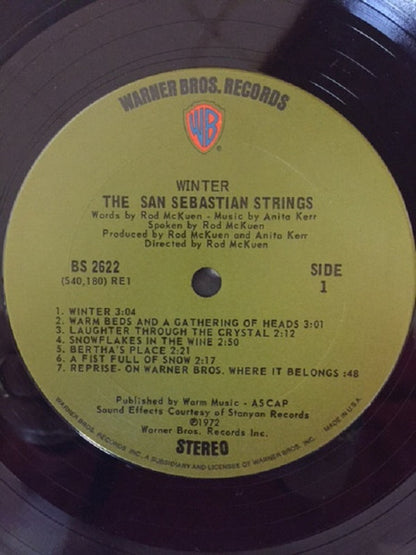 WARNER BROS. RECORDS
WB
WINTER
THE SAN SEBASTIAN STRINGS
Words by Rod McKuen - Music by Anita Kerr
Spoken by Rod McKuen
Produced by Rod McKuen and Anita Kerr
Directed by Rod McKuen
BS 2622
(S40,180) RE1
SIDE
1
1. WINTER 3:04
2. WARM BEDS AND A GATHERING OF HEADS 3:01
3. LAUGHTER THROUGH THE CRYSTAL 2:12
4. SNOWFLAKES IN THE WINE 2:50
5. BERTHA'S PLACE 2:21
6. A FIST FULL OF SNOW 2:17
7. REPRISE- ON WARNER BROS. WHERE IT BELONGS :48
Published by Warm Music - ASCAP
Sound Effects Courtesy of Stanyan Records
Ⓟ1972
Warner Bros. Records Inc.
STEREO
WARNER BROS. RECORDS INC., A SUBSIDIARY AND LICENSEE OF WARNER BROS. INC. MADE IN U.S.A.